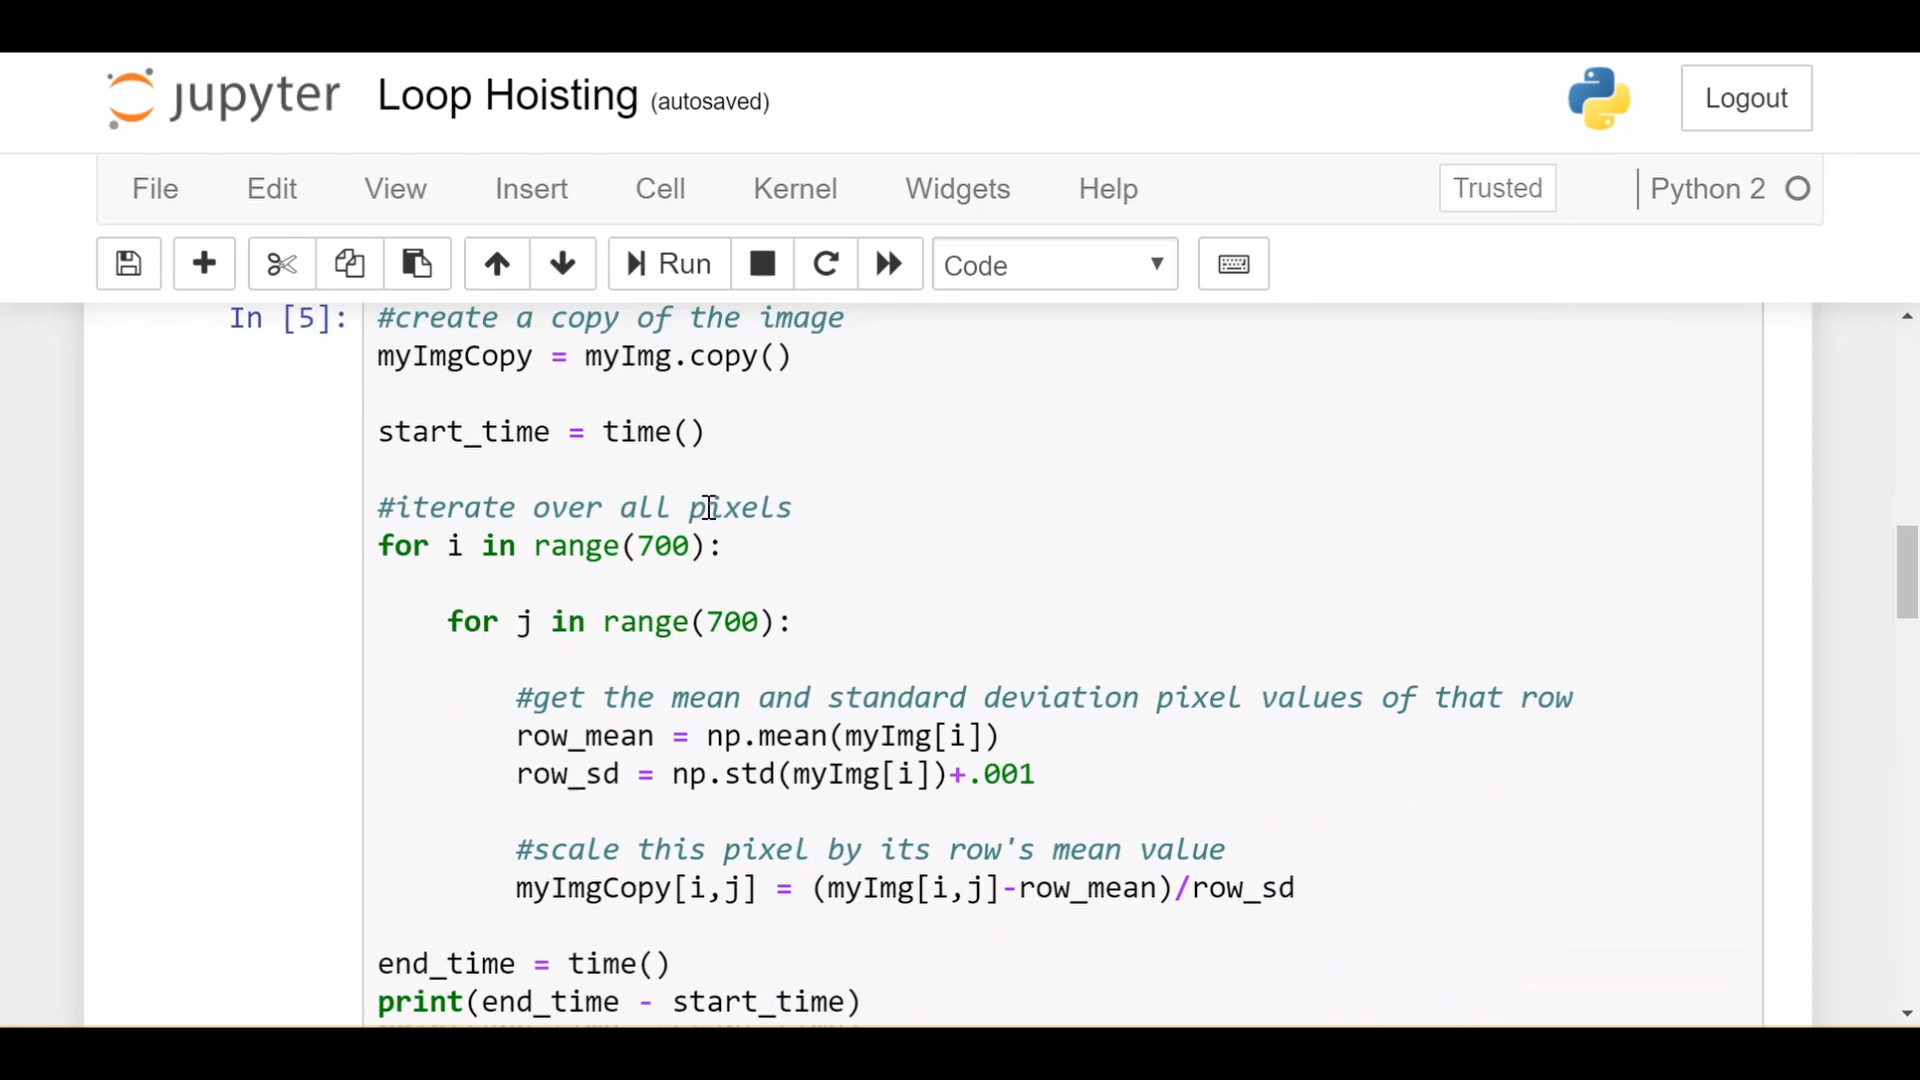 jupyter Loop Hoisting (autosaved)
Logout
File Edit View Insert Cell Kernel Widgets Help Trusted Python 2
Run Code
In [5]: #create a copy of the image
myImgCopy = myImg.copy()
start_time = time()
#iterate over all pixels
for i in range(700):
for j in range(700):
#get the mean and standard deviation pixel values of that row
row_mean = np.mean(myImg[i])
row_sd = np.std(myImg[i])+.001
#scale this pixel by its row's mean value
myImgCopy[i,j] = (myImg[i,j]-row_mean)/row_sd
end_time = time()
print(end_time - start_time)